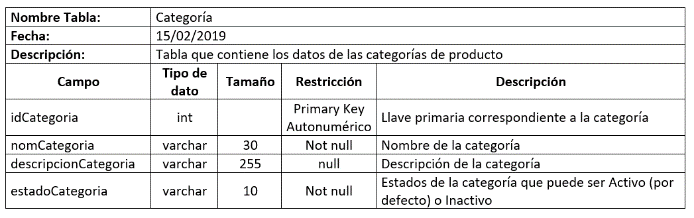 Nombre Tabla: Categoría
Fecha: 15/02/2019
Descripción: Tabla que contiene los datos de las categorías de producto
Campo Tipo de dato Tamaño Restricción Descripción
idCategoria int Primary Key Autonumérico Llave primaria correspondiente a la categoría
nomCategoria varchar 30 Not null Nombre de la categoría
descripcionCategoria varchar 255 null Descripción de la categoría
estadoCategoria varchar 10 Not null Estados de la categoría que puede ser Activo (por defecto) o Inactivo